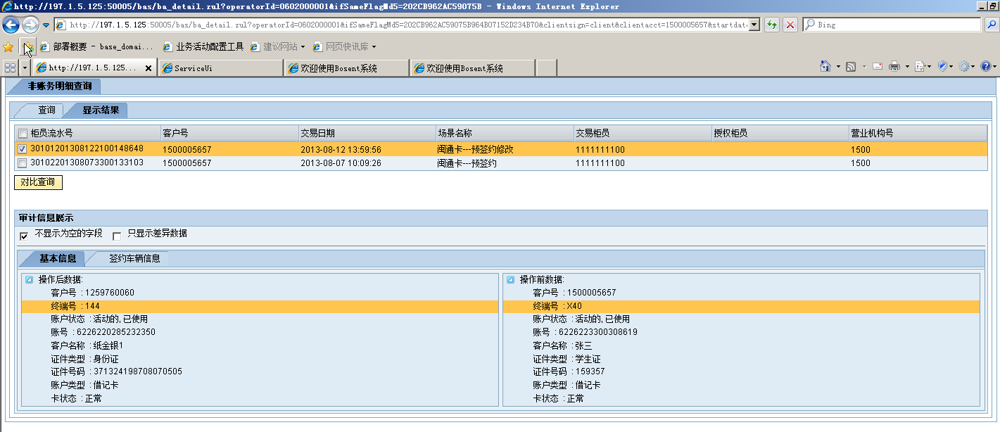 http://197.1.5.125:50005/bas/ba_detail.zul?operatorId=0602000001&ifSameFlagMd5=202CB962AC59075B - Windows Internet Explorer
http://197.1.5.125:50005/bas/ba_detail.zul?operatorId=0602000001&ifSameFlagMd5=202CB962AC59075B964B07152D234B70&clientsign=client&clientacct=1500005657&startdat Bing
部署概要 - base_domai... 业务活动配置工具 建议网站 网页快讯库
http://197.1.5.125... ServiceUi 欢迎使用Bosent系统 欢迎使用Bosent系统
非账务明细查询
查询 显示结果
柜员流水号 客户号 交易日期 场景名称 交易柜员 授权柜员 营业机构号
30101201308122100148648 1500005657 2013-08-12 13:59:56 闽通卡---预签约修改 1111111100 1500
30102201308073300133103 1500005657 2013-08-07 10:09:26 闽通卡---预签约 1111111100 1500
对比查询
审计信息展示
不显示为空的字段 只显示差异数据
基本信息 签约车辆信息
操作后数据:
客户号 : 1259760060
终端号 : 144
账户状态 : 活动的,已使用
账号 : 6226220285232350
客户名称 : 纸金银1
证件类型 : 身份证
证件号码 : 371324198708070505
账户类型 : 借记卡
卡状态 : 正常
操作前数据:
客户号 : 1500005657
终端号 : X40
账户状态 : 活动的,已使用
账号 : 6226223300308619
客户名称 : 张三
证件类型 : 学生证
证件号码 : 159357
账户类型 : 借记卡
卡状态 : 正常